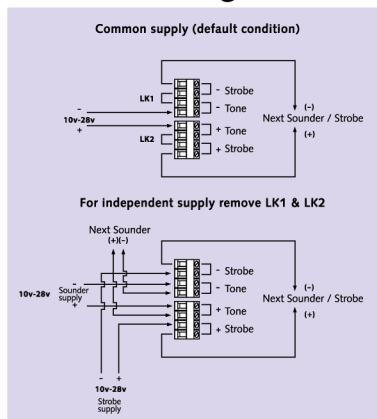 Common supply (default condition)
- Strobe
LK1
- Tone
(-)
-
10v-28v
+
Next Sounder / Strobe
+ Tone
(+)
LK2
+ Strobe
For independent supply remove LK1 & LK2
Next Sounder
(+)(-)
- Strobe
-
- Tone
(-)
10v-28v
Sounder
supply
Next Sounder / Strobe
+
+ Tone
(+)
+ Strobe
- +
10v-28v
Strobe
supply